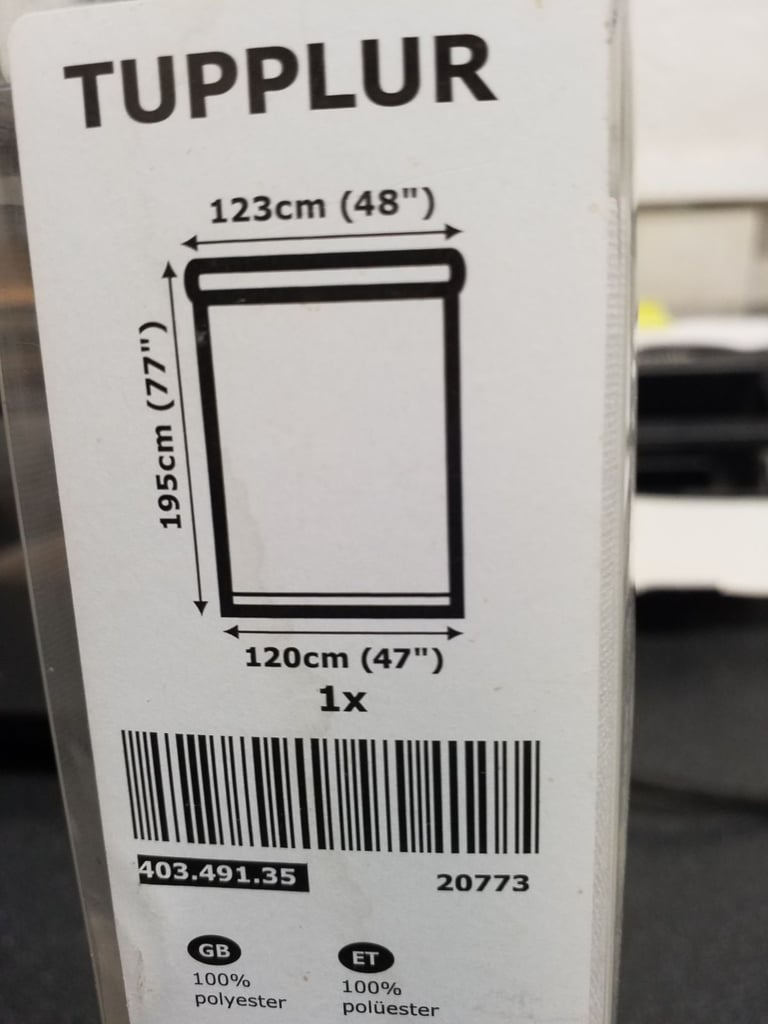 TUPPLUR
123cm (48")
195cm (77")
120cm (47")
1x
403.491.35
20773
GB
100%
polyester
ET
100%
polüester